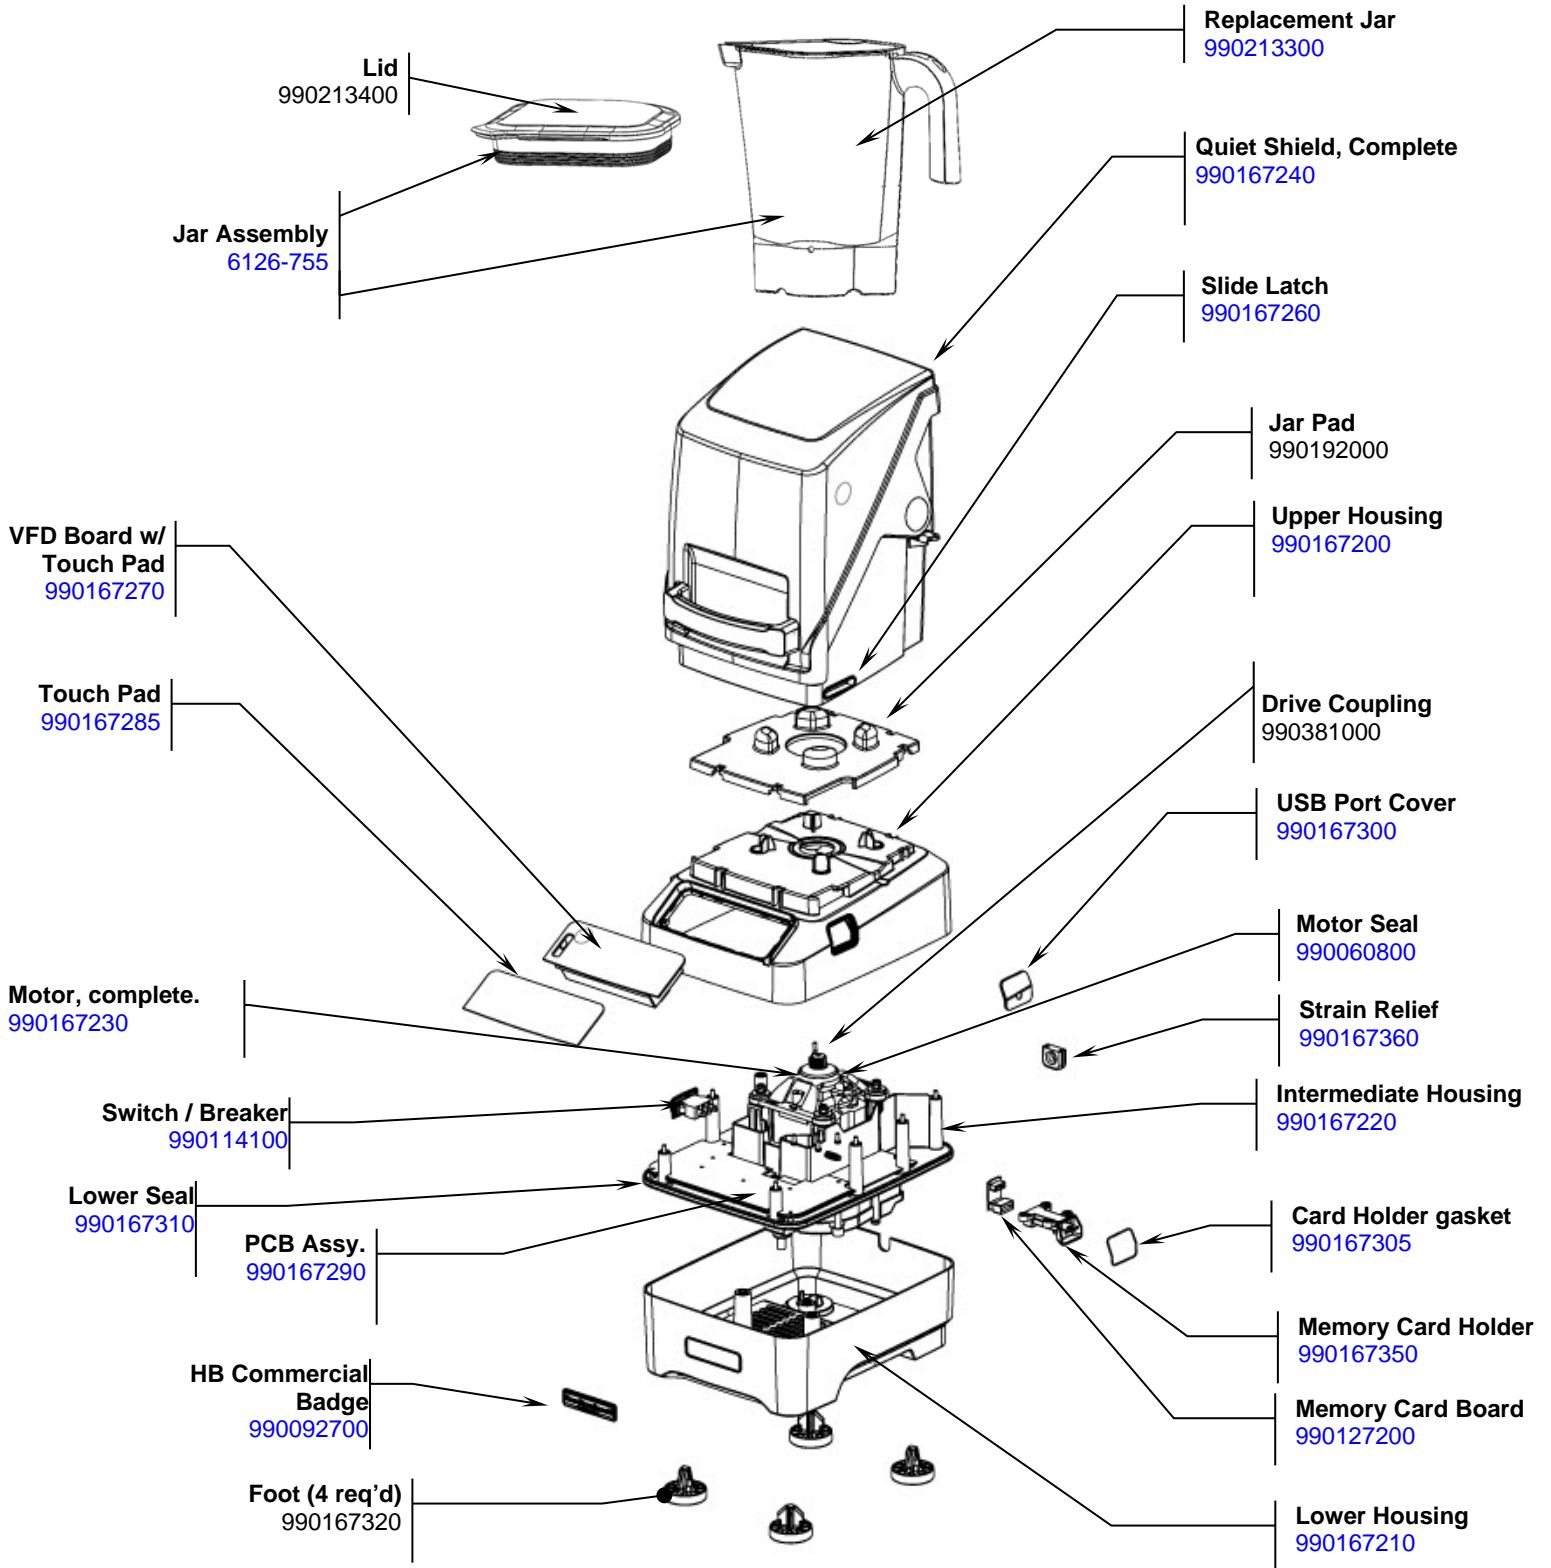 Replacement Jar
990213300
Lid
990213400
Quiet Shield, Complete
990167240
Jar Assembly
6126-755
Slide Latch
990167260
Jar Pad
990192000
Upper Housing
990167200
VFD Board w/
Touch Pad
990167270
Touch Pad
990167285
Drive Coupling
990381000
USB Port Cover
990167300
Motor Seal
990060800
Motor, complete.
990167230
Strain Relief
990167360
Switch / Breaker
990114100
Intermediate Housing
990167220
Lower Seal
990167310
Card Holder gasket
990167305
PCB Assy.
990167290
Memory Card Holder
990167350
HB Commercial
Badge
990092700
Memory Card Board
990127200
Foot (4 req’d)
990167320
Lower Housing
990167210